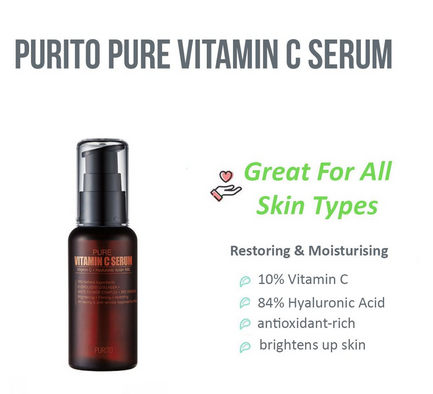 PURITO PURE VITAMIN C SERUM
Great For All
Skin Types
Restoring & Moisturising
10% Vitamin C
84% Hyaluronic Acid
antioxidant-rich
brightens up skin
PURE
VITAMIN C SERUM
PURITO